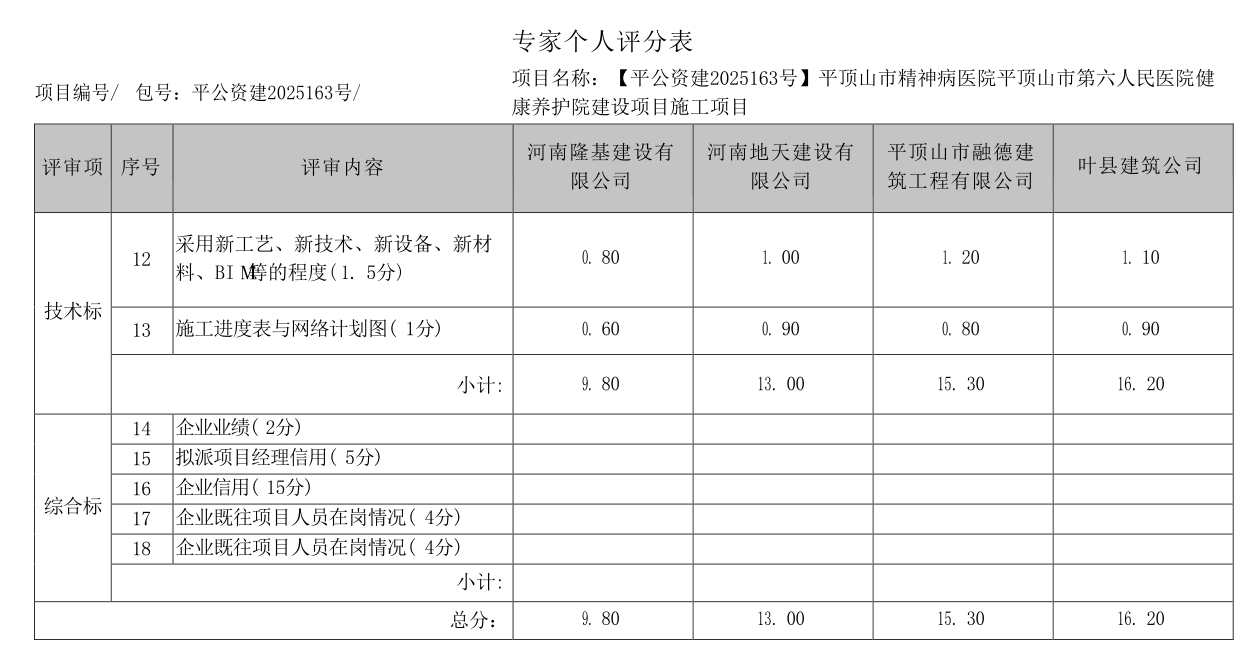 专家个人评分表
项目编号/ 包号：平公资建2025163号/
项目名称：【平公资建2025163号】平顶山市精神病医院平顶山市第六人民医院健
康养护院建设项目施工项目
评审项 序号 评审内容 河南隆基建设有限公司 河南地天建设有限公司 平顶山市融德建筑工程有限公司 叶县建筑公司
技术标
12 采用新工艺、新技术、新设备、新材
料、BIM等的程度(1.5分) 0.80 1.00 1.20 1.10
13 施工进度表与网络计划图(1分) 0.60 0.90 0.80 0.90
小计: 9.80 13.00 15.30 16.20
综合标
14 企业业绩(2分)
15 拟派项目经理信用(5分)
16 企业信用(15分)
17 企业既往项目人员在岗情况(4分)
18 企业既往项目人员在岗情况(4分)
小计:
总分： 9.80 13.00 15.30 16.20